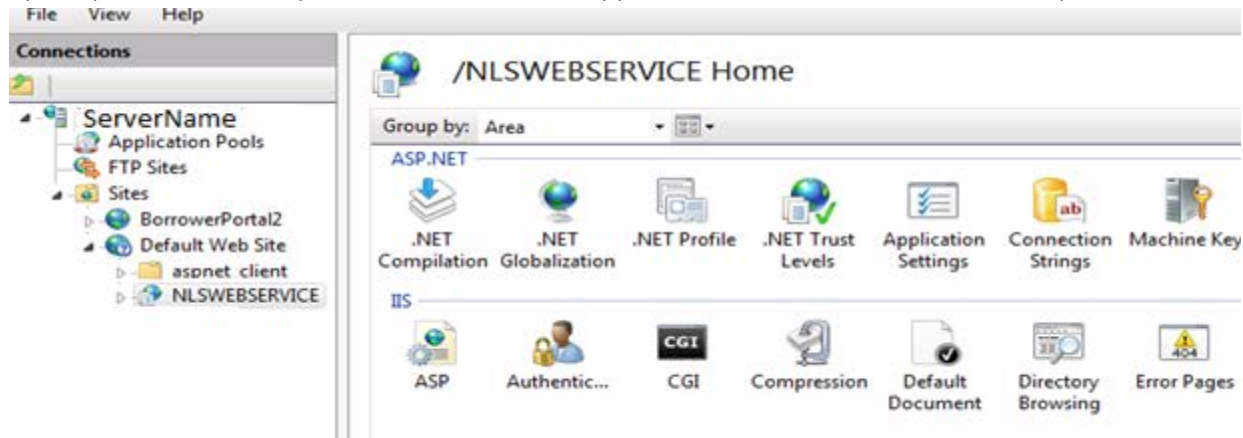 File View Help
Connections
ServerName
Application Pools
FTP Sites
Sites
BorrowerPortal2
Default Web Site
aspnet_client
NLSWEBSERVICE
/NLSWEBSERVICE Home
Group by: Area
ASP.NET
.NET Compilation
.NET Globalization
.NET Profile
.NET Trust Levels
Application Settings
ab
Connection Strings
Machine Key
IIS
ASP
Authentic...
CGI
CGI
Compression
Default Document
Directory Browsing
404
Error Pages